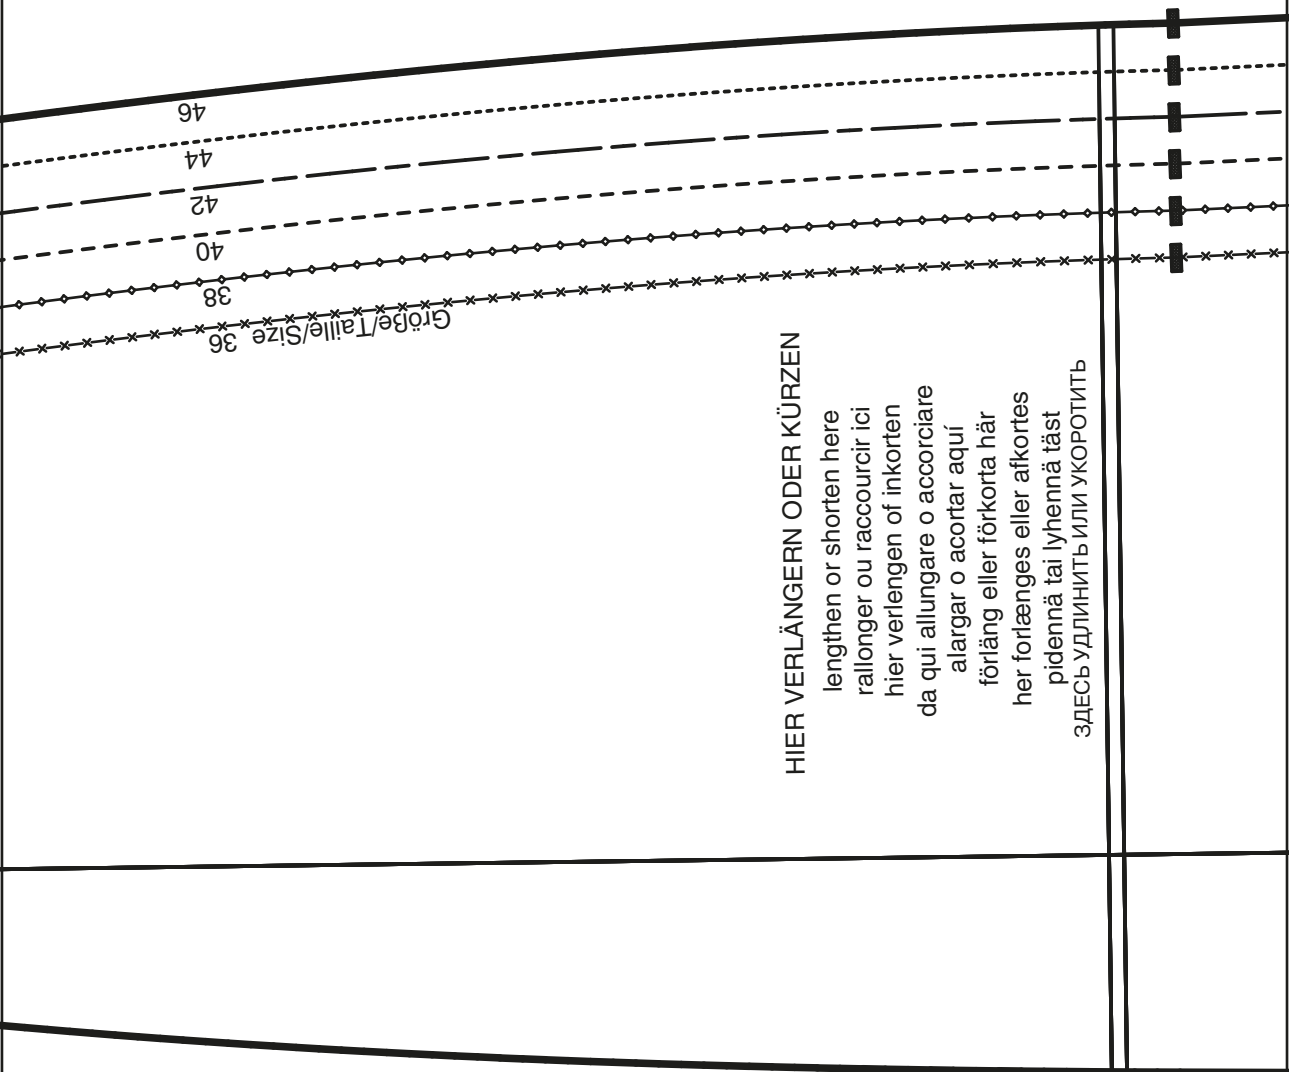 46
44
42
40
38
Größe/Taille/Size 36
HIER VERLÄNGERN ODER KÜRZEN
lengthen or shorten here
rallonger ou raccourcir ici
hier verlengen of inkorten
da qui allungare o accorciare
alargar o acortar aquí
förläng eller förkorta här
her forlænges eller afkortes
pidennä tai lyhennä täst
ЗДЕСЬ УДЛИНИТЬ ИЛИ УКОРОТИТЬ